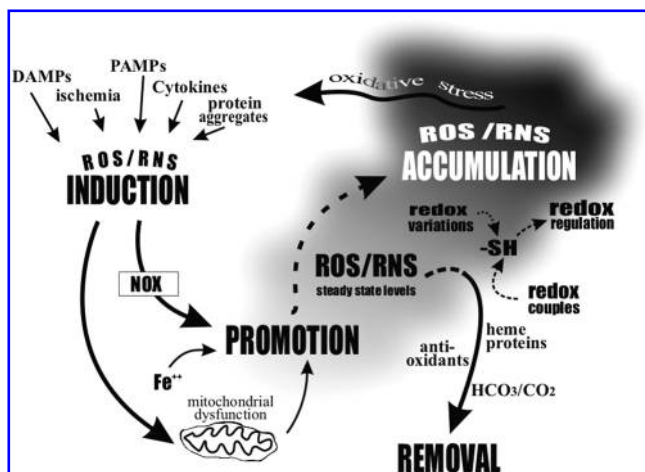 DAMPs
PAMPs
ischemia
Cytokines
protein
aggregates
ROS/RNS
INDUCTION
oxidative stress
ROS/RNS
ACCUMULATION
redox
variations
redox
regulation
-SH
redox
couples
ROS/RNS
steady state levels
NOX
PROMOTION
Fe⁺⁺
mitochondrial
dysfunction
anti-
oxidants
heme
proteins
HCO3/CO2
REMOVAL